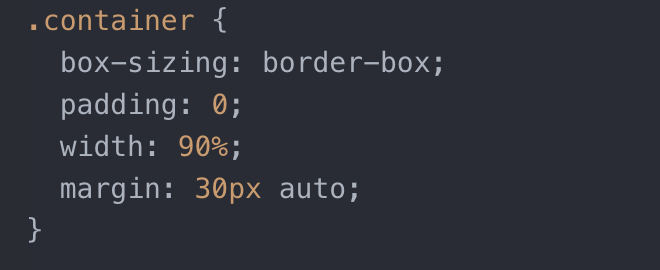 .container {
  box-sizing: border-box;
  padding: 0;
  width: 90%;
  margin: 30px auto;
}